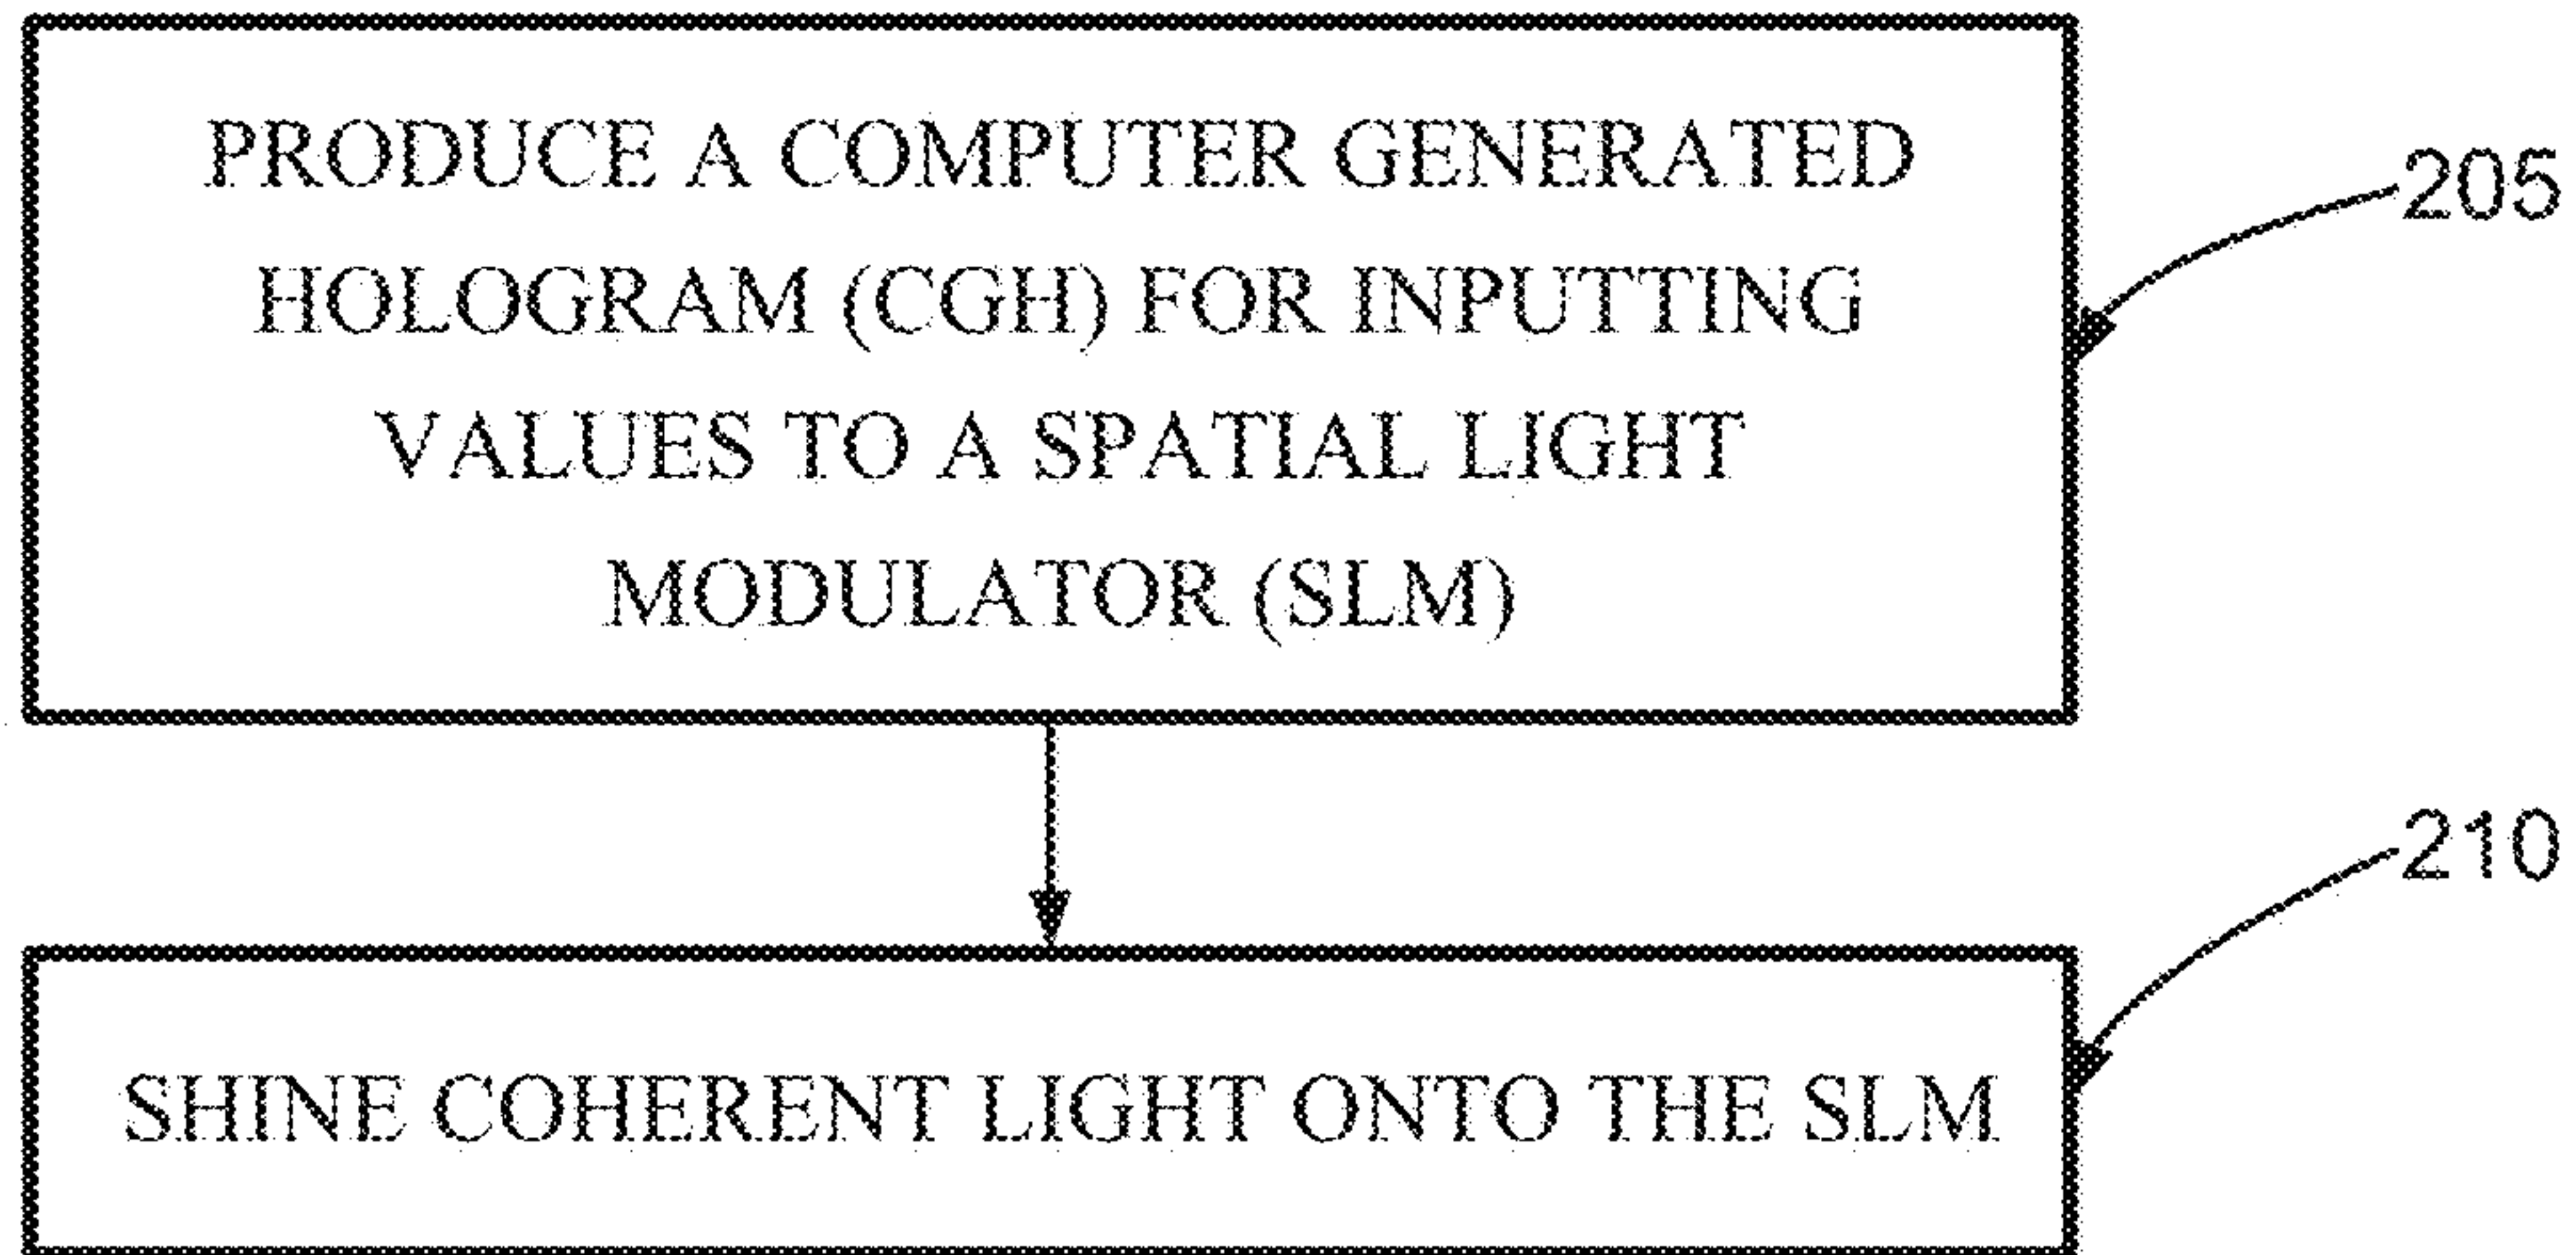 PRODUCE A COMPUTER GENERATED
HOLOGRAM (CGH) FOR INPUTTING
VALUES TO A SPATIAL LIGHT
MODULATOR (SLM)
205
SHINE COHERENT LIGHT ONTO THE SLM
210